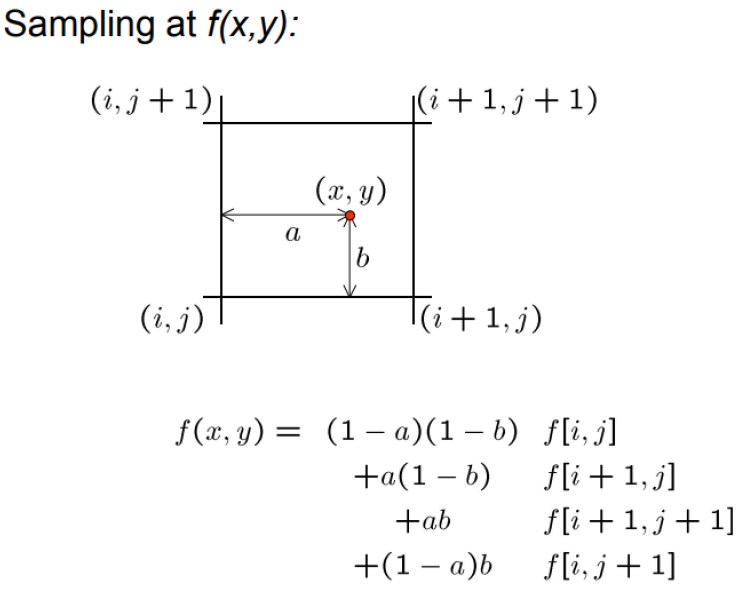 Sampling at f(x,y):
(i, j + 1) (i + 1, j + 1)
(x, y)
a
b
(i, j) (i + 1, j)
f(x, y) = (1 − a)(1 − b) f[i, j]
+a(1 − b) f[i + 1, j]
+ab f[i + 1, j + 1]
+(1 − a)b f[i, j + 1]